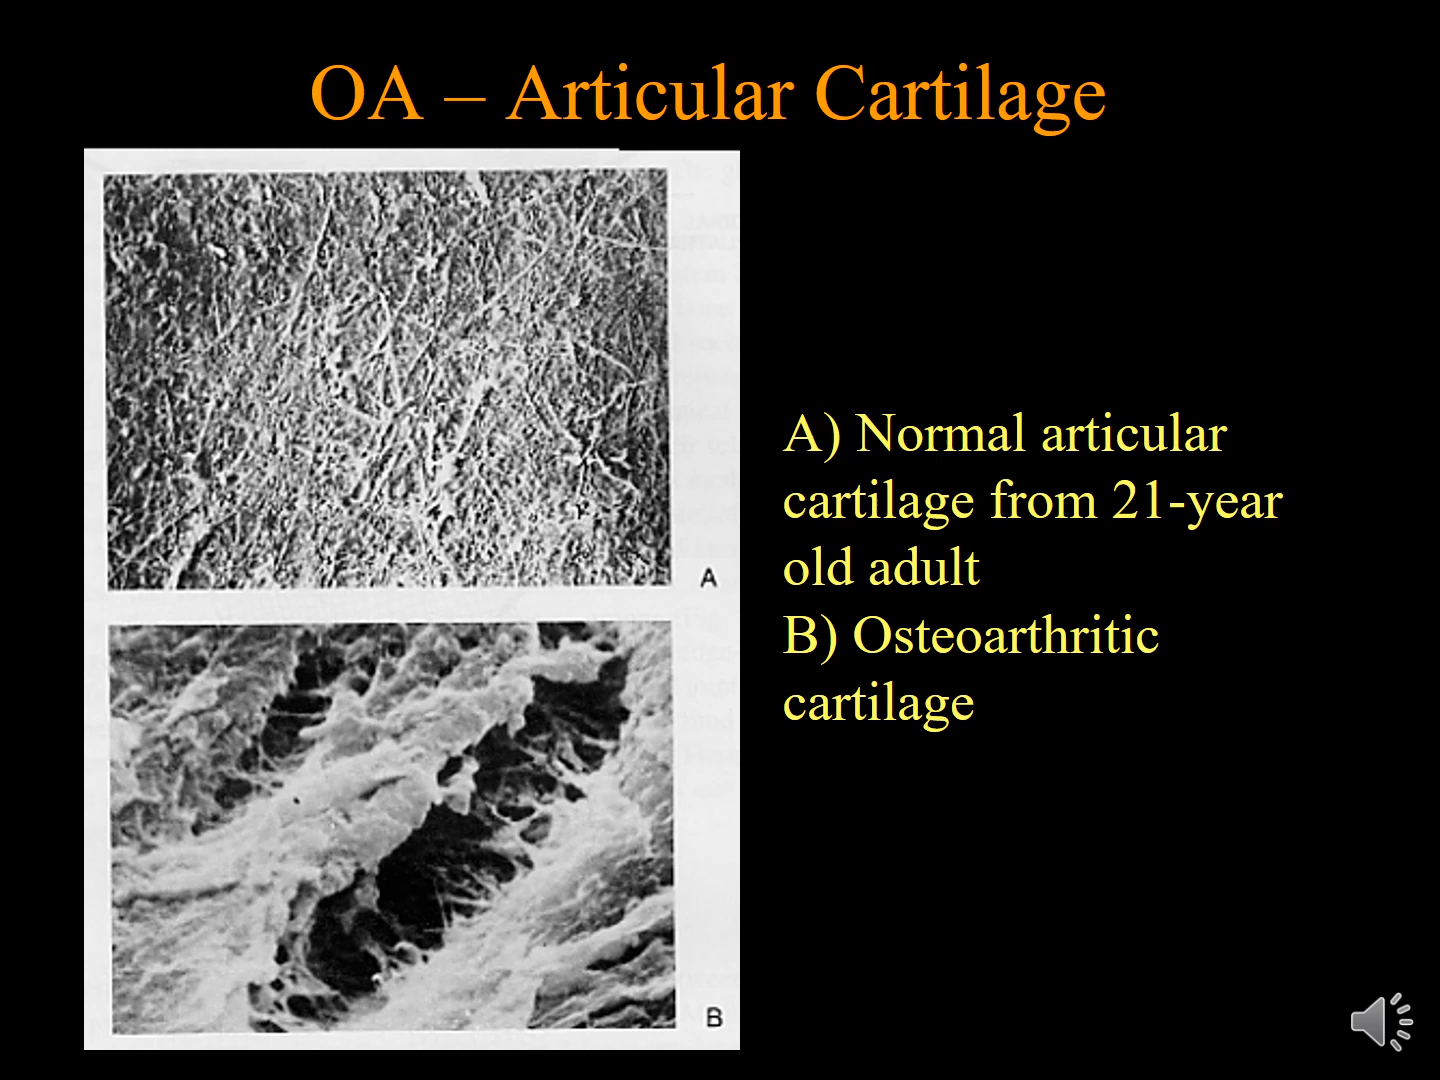 OA – Articular Cartilage
A
B
A) Normal articular
cartilage from 21-year
old adult
B) Osteoarthritic
cartilage